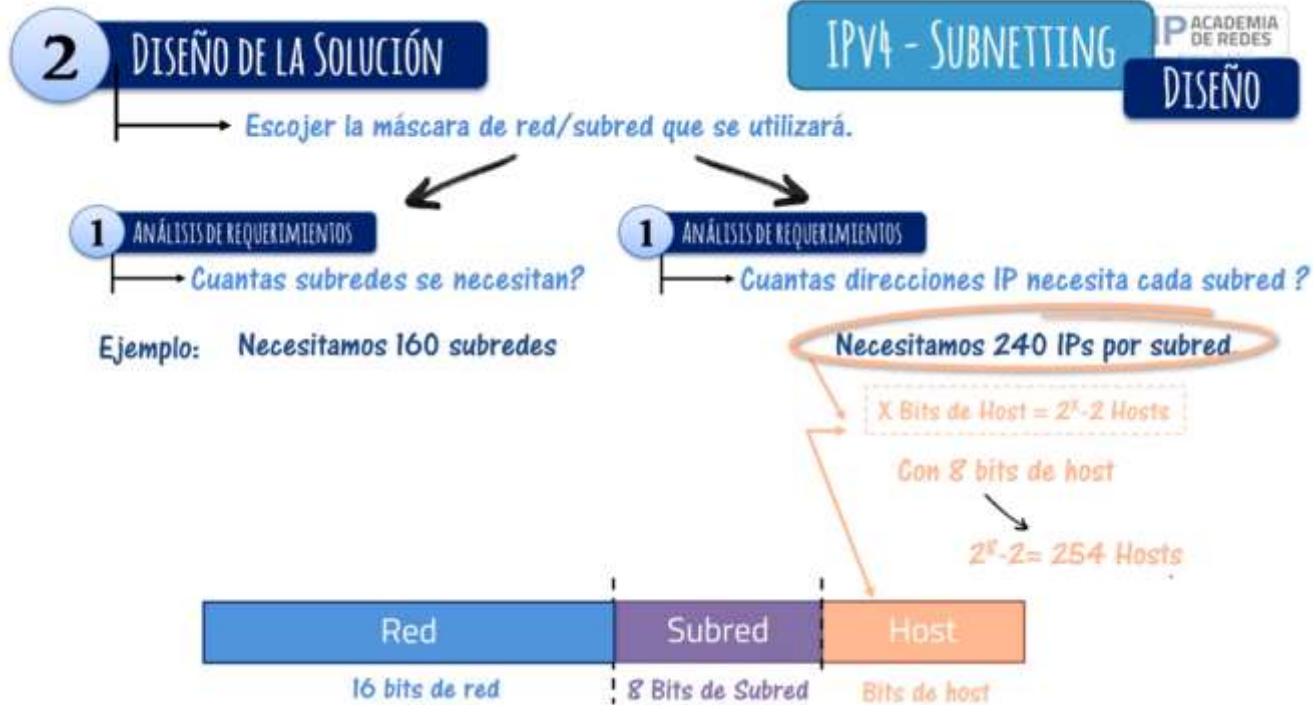 2 DISEÑO DE LA SOLUCIÓN
IPV4 - SUBNETTING
IP ACADEMIA
DE REDES
DISEÑO
Escojer la máscara de red/subred que se utilizará.
1 ANÁLISIS DE REQUERIMIENTOS
Cuantas subredes se necesitan?
Ejemplo: Necesitamos 160 subredes
1 ANÁLISIS DE REQUERIMIENTOS
Cuantas direcciones IP necesita cada subred ?
Necesitamos 240 IPs por subred
X Bits de Host = 2ˣ-2 Hosts
Con 8 bits de host
2⁸-2= 254 Hosts
Red Subred Host
16 bits de red 8 Bits de Subred Bits de host